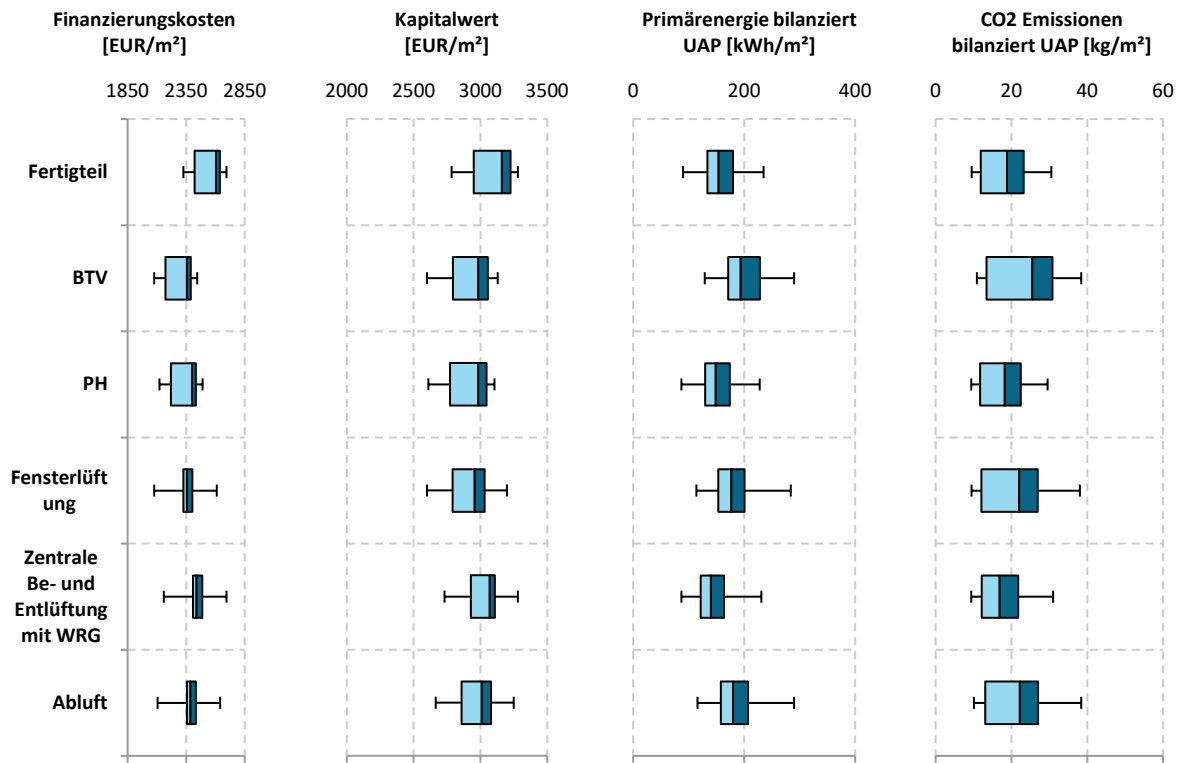 Finanzierungskosten
[EUR/m²]
Kapitalwert
[EUR/m²]
Primärenergie bilanziert
UAP [kWh/m²]
CO2 Emissionen
bilanziert UAP [kg/m²]
1850 2350 2850
2000 2500 3000 3500
0 200 400
0 20 40 60
Fertigteil
BTV
PH
Fensterlüft
ung
Zentrale
Be- und
Entlüftung
mit WRG
Abluft